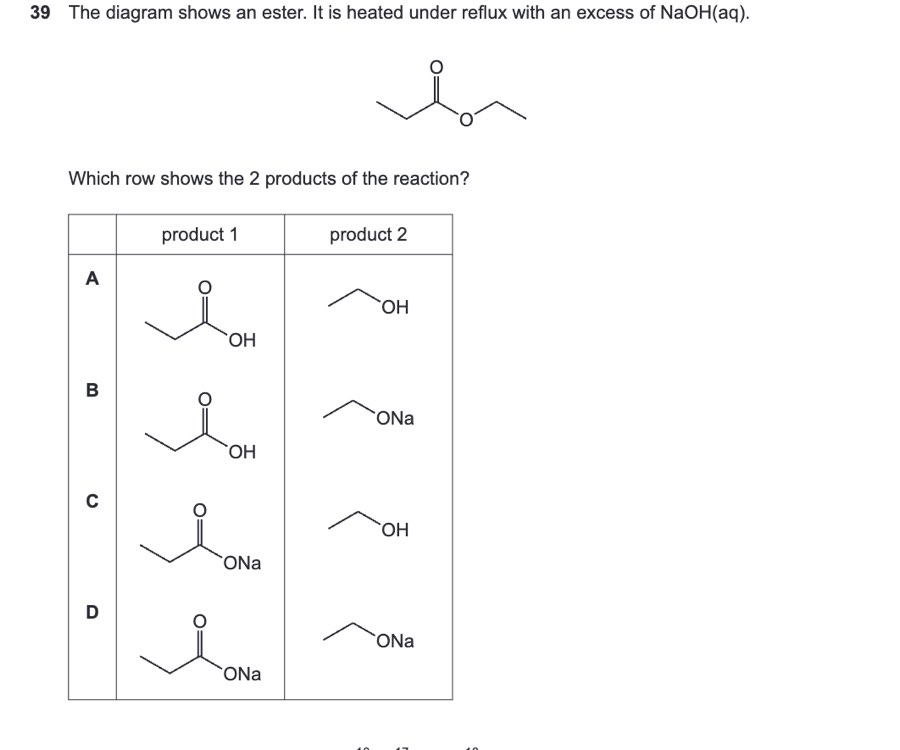 39 The diagram shows an ester. It is heated under reflux with an excess of NaOH(aq).
O
O
Which row shows the 2 products of the reaction?
product 1 product 2
A
O
OH
OH
B
O
ONa
OH
C
O
OH
ONa
D
O
ONa
ONa